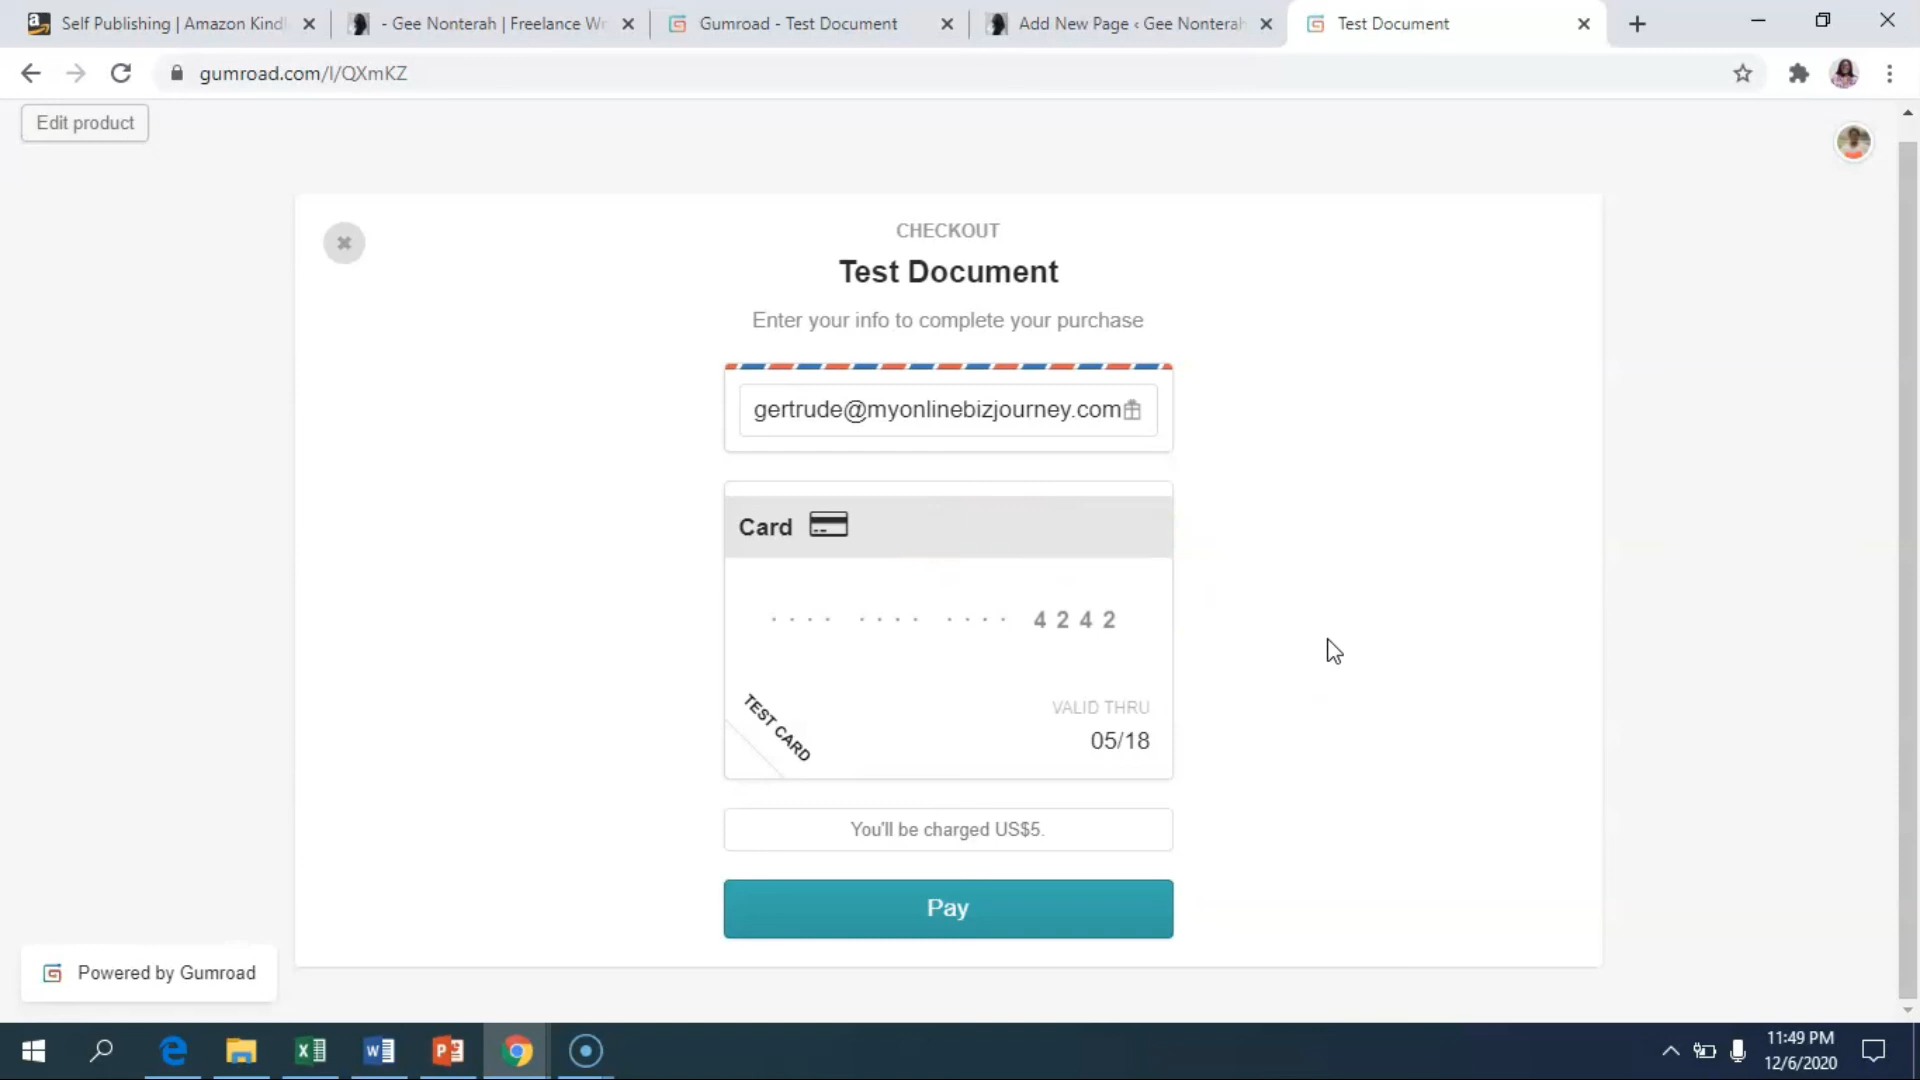 Self Publishing | Amazon Kindl
- Gee Nonterah | Freelance Wr
Gumroad - Test Document
Add New Page ‹ Gee Nonterah
Test Document
gumroad.com/l/QXmKZ
Edit product
CHECKOUT
Test Document
Enter your info to complete your purchase
gertrude@myonlinebizjourney.com
Card
.... .... .... 4242
TEST CARD
VALID THRU
05/18
You'll be charged US$5.
Pay
Powered by Gumroad
11:49 PM
12/6/2020